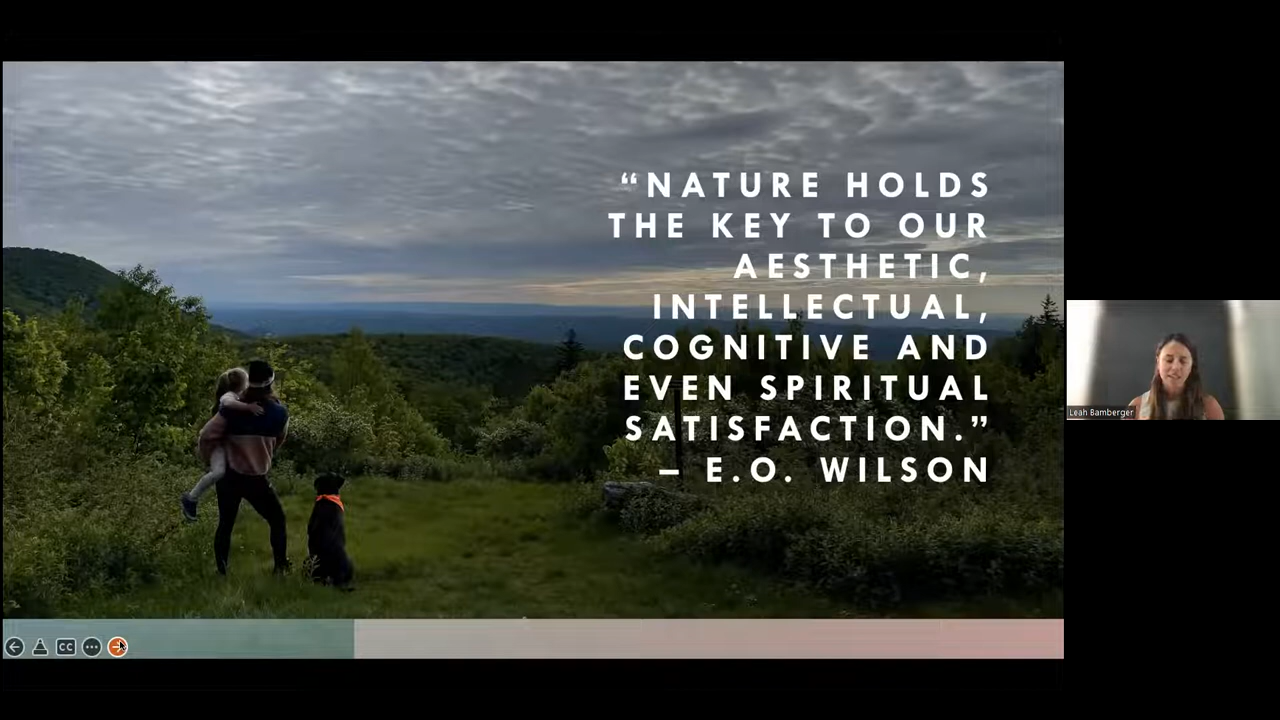 “NATURE HOLDS
THE KEY TO OUR
AESTHETIC,
INTELLECTUAL,
COGNITIVE AND
EVEN SPIRITUAL
SATISFACTION.”
– E.O. WILSON
Leah Bamberger
CC